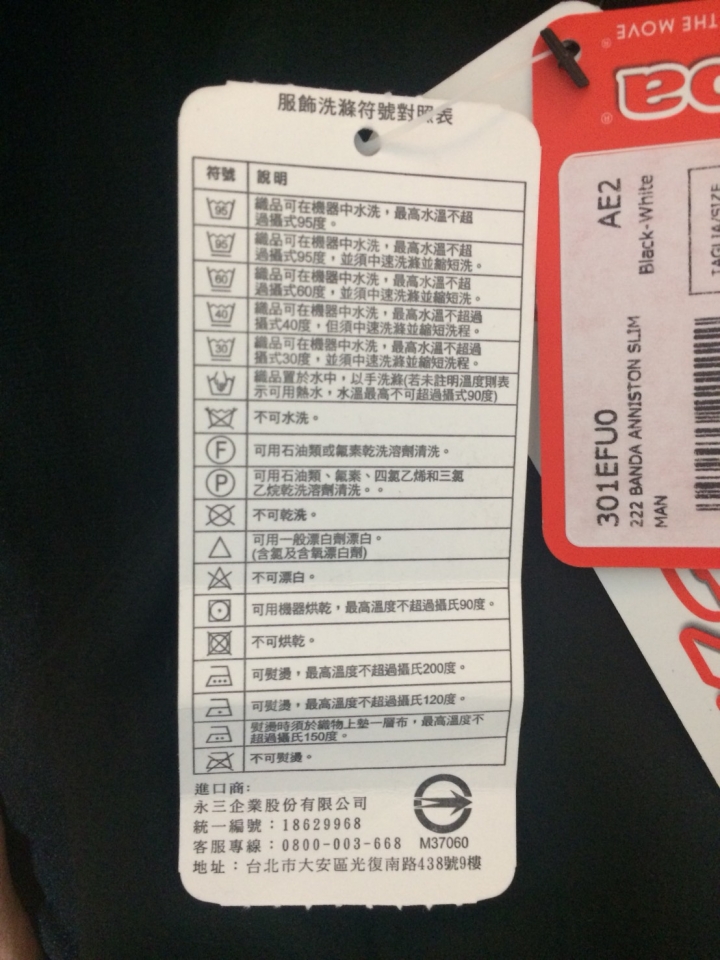 服飾洗滌符號對照表
符號 說明
95 織品可在機器中水洗，最高水溫不超
過攝式95度。
95 織品可在機器中水洗，最高水溫不超
過攝式95度，並須中速洗滌並縮短洗。
60 織品可在機器中水洗，最高水溫不超
過攝式60度，並須中速洗滌並縮短洗。
40 織品可在機器中水洗，最高水溫不超過
攝式40度，但須中速洗滌並縮短洗程。
30 織品可在機器中水洗，最高水溫不超過
攝式30度，並須中速洗滌並縮短洗程。
織品置於水中，以手洗滌(若未註明溫度則表
示可用熱水，水溫最高不可超過攝式90度)
不可水洗。
F 可用石油類或氟素乾洗溶劑清洗。
P 可用石油類、氟素、四氯乙烯和三氯
乙烷乾洗溶劑清洗。。
不可乾洗。
可用一般漂白劑漂白。
(含氯及含氧漂白劑)
不可漂白。
可用機器烘乾，最高溫度不超過攝氏90度。
不可烘乾。
可熨燙，最高溫度不超過攝氏200度。
可熨燙，最高溫度不超過攝氏120度。
熨燙時須於織物上墊一層布，最高溫度不
超過攝氏150度。
不可熨燙。
進口商:
永三企業股份有限公司
統一編號：18629968
客服專線：0800-003-668
M37060
地址：台北市大安區光復南路438號9樓
THE MOVE
301EFU0 AE2
222 BANDA ANNISTON SLIM Black-White
MAN
TAGLIA/SIZE